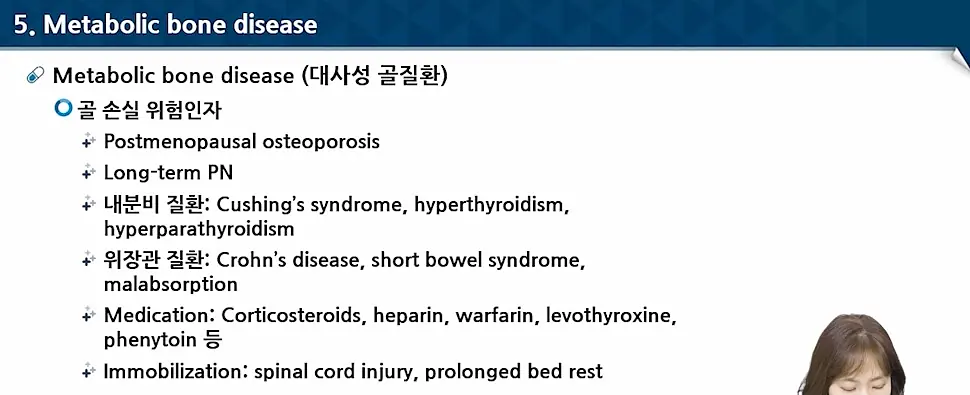 5. Metabolic bone disease
Metabolic bone disease (대사성 골질환)
골 손실 위험인자
Postmenopausal osteoporosis
Long-term PN
내분비 질환: Cushing's syndrome, hyperthyroidism,
hyperparathyroidism
위장관 질환: Crohn's disease, short bowel syndrome,
malabsorption
Medication: Corticosteroids, heparin, warfarin, levothyroxine,
phenytoin 등
Immobilization: spinal cord injury, prolonged bed rest